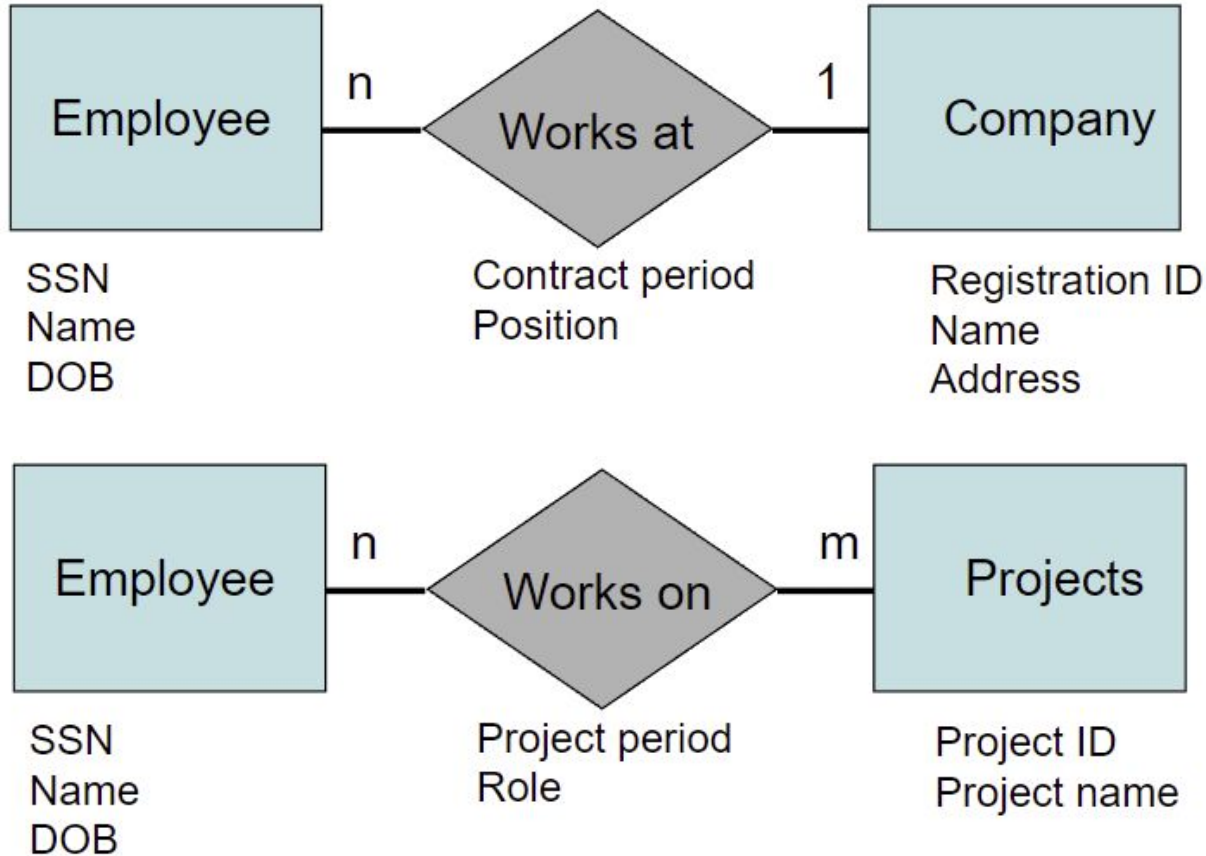 Employee
n
Works at
1
Company
SSN
Name
DOB
Contract period
Position
Registration ID
Name
Address
Employee
n
Works on
m
Projects
SSN
Name
DOB
Project period
Role
Project ID
Project name